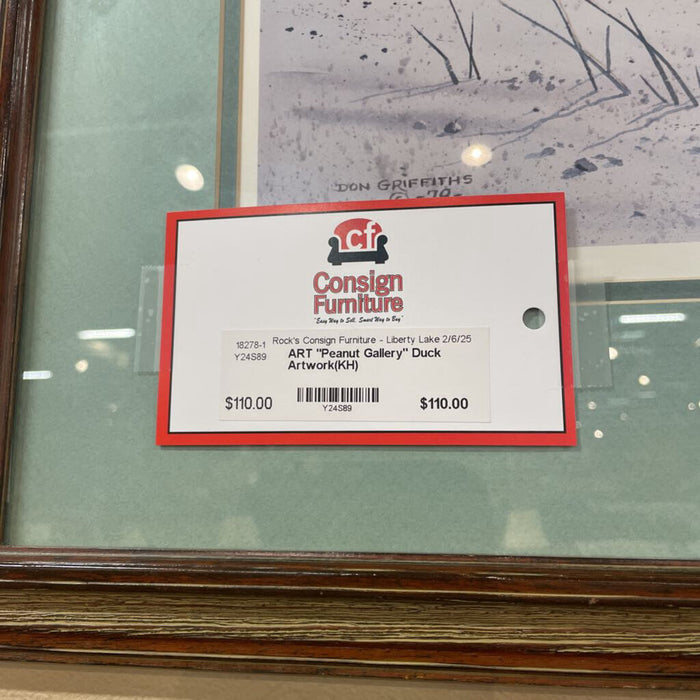 DON GRIFFITHS
© -79-
cf
Consign
Furniture
"Easy Way to Sell, Smart Way to Buy"
18278-1 Rock's Consign Furniture - Liberty Lake 2/6/25
Y24S89 ART "Peanut Gallery" Duck
Artwork(KH)
$110.00 $110.00
Y24S89